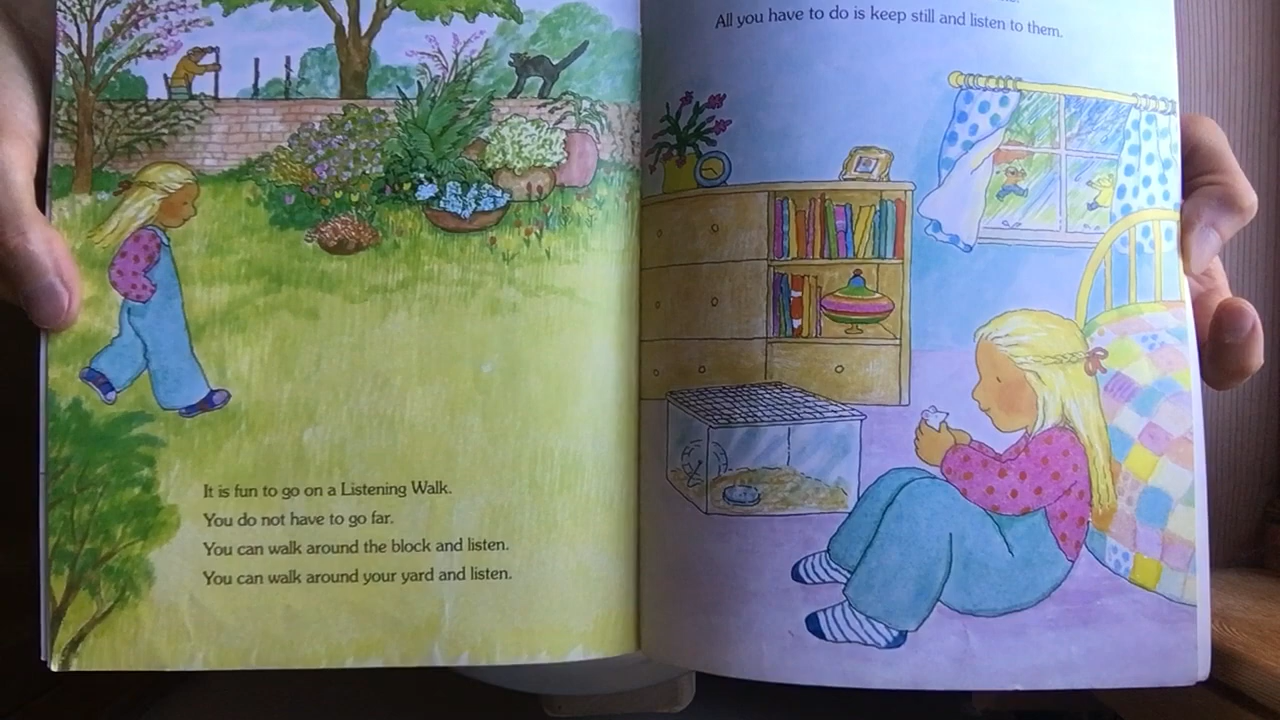 It is fun to go on a Listening Walk.
You do not have to go far.
You can walk around the block and listen.
You can walk around your yard and listen.
All you have to do is keep still and listen to them.